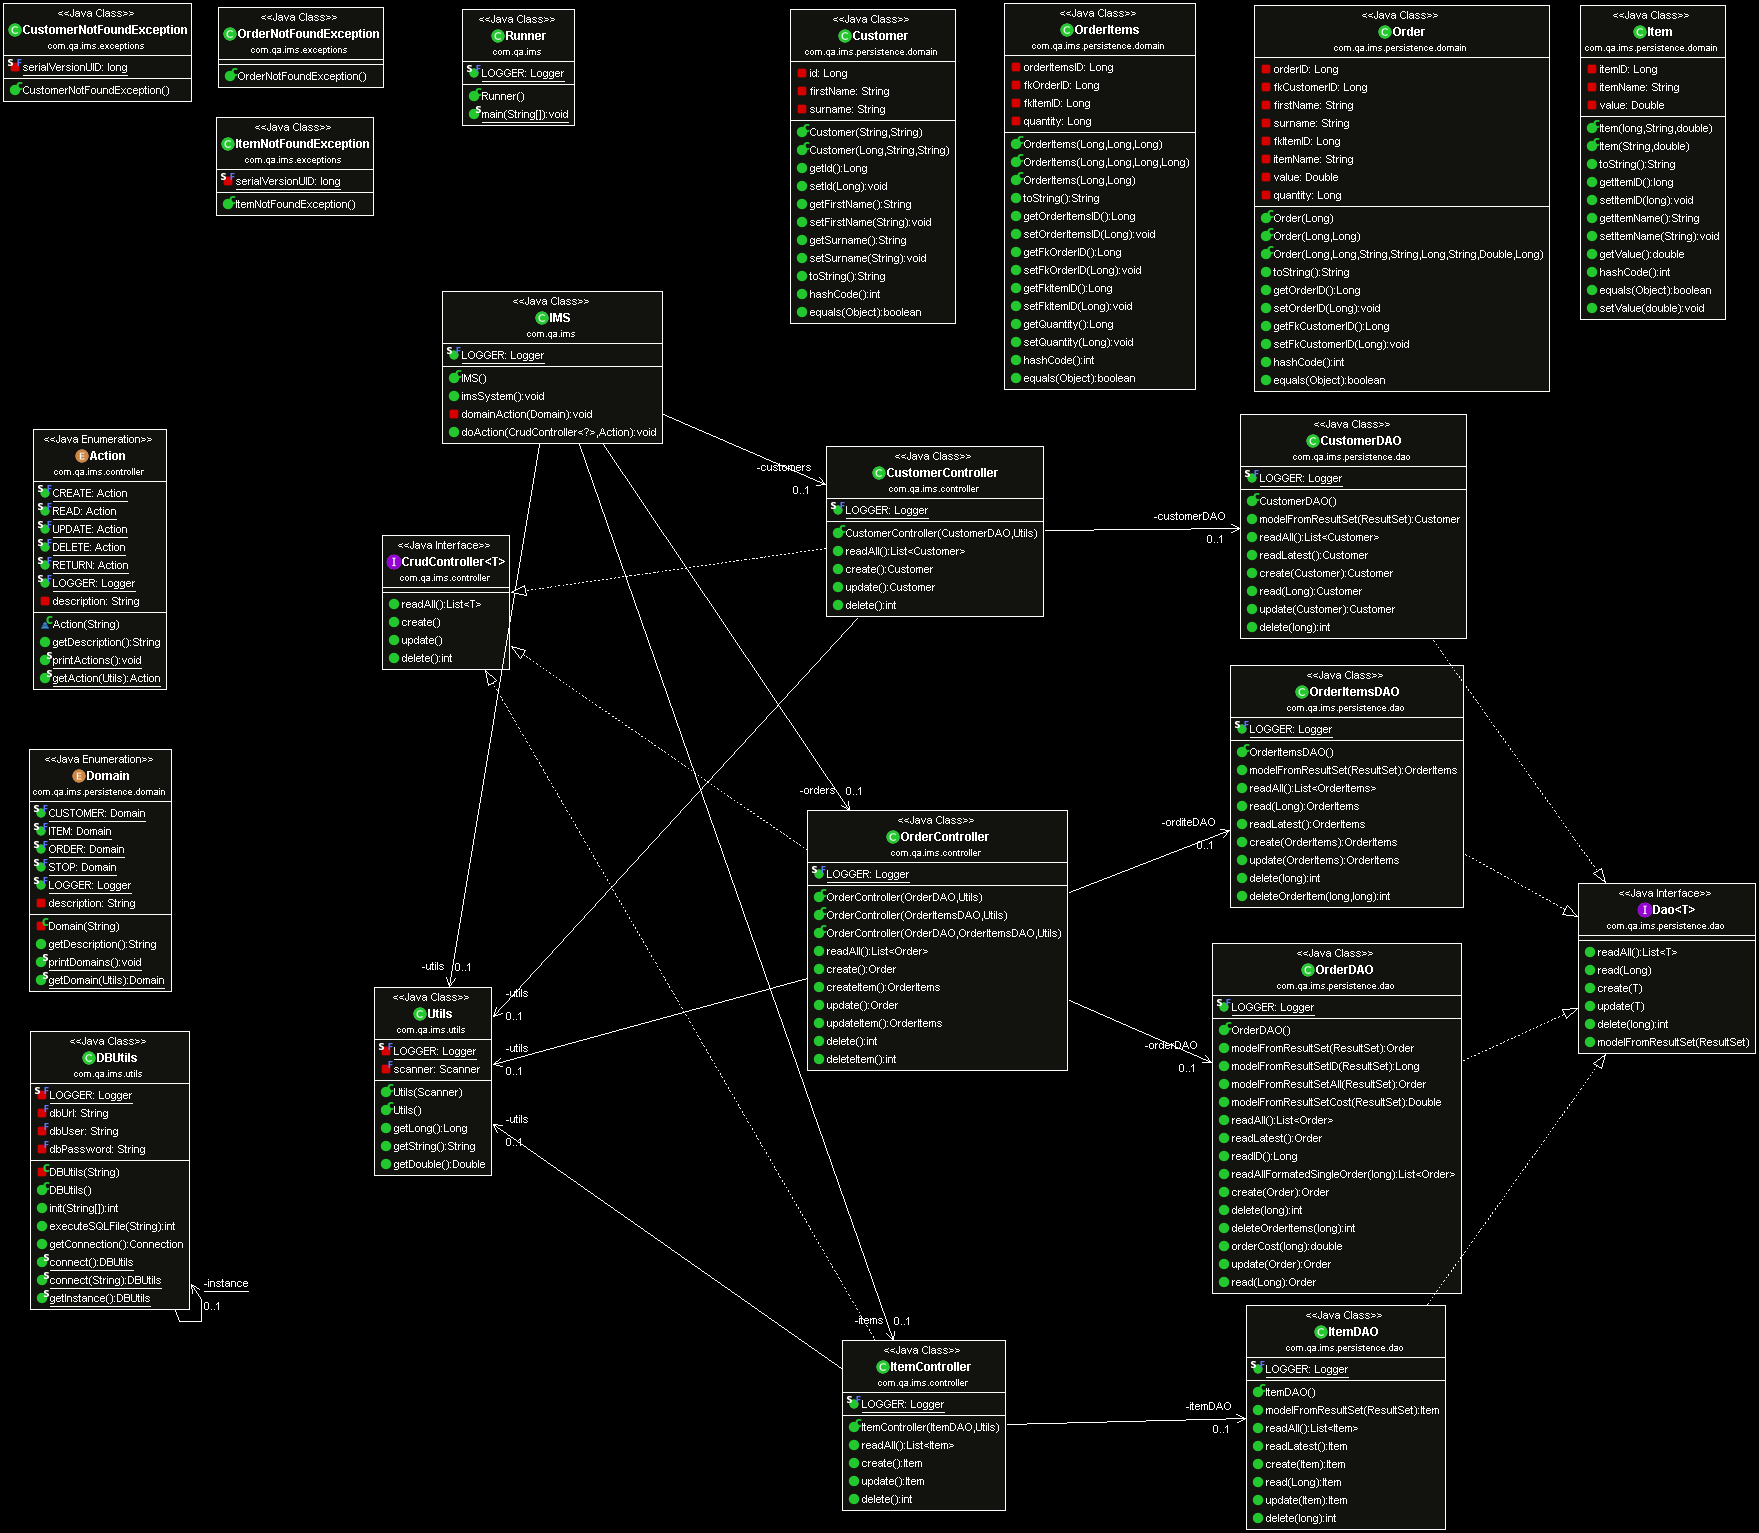 <<Java Class>>
CustomerNotFoundException
com.qa.ims.exceptions
serialVersionUID: long
CustomerNotFoundException()
<<Java Class>>
OrderNotFoundException
com.qa.ims.exceptions
OrderNotFoundException()
<<Java Class>>
ItemNotFoundException
com.qa.ims.exceptions
serialVersionUID: long
ItemNotFoundException()
<<Java Class>>
Runner
com.qa.ims
LOGGER: Logger
Runner()
main(String[]):void
<<Java Class>>
Customer
com.qa.ims.persistence.domain
id: Long
firstName: String
surname: String
Customer(String,String)
Customer(Long,String,String)
getId():Long
setId(Long):void
getFirstName():String
setFirstName(String):void
getSurname():String
setSurname(String):void
toString():String
hashCode():int
equals(Object):boolean
<<Java Class>>
OrderItems
com.qa.ims.persistence.domain
orderItemsID: Long
fkOrderID: Long
fkItemID: Long
quantity: Long
OrderItems(Long,Long,Long)
OrderItems(Long,Long,Long,Long)
OrderItems(Long,Long)
toString():String
getOrderItemsID():Long
setOrderItemsID(Long):void
getFkOrderID():Long
setFkOrderID(Long):void
getFkItemID():Long
setFkItemID(Long):void
getQuantity():Long
setQuantity(Long):void
hashCode():int
equals(Object):boolean
<<Java Class>>
Order
com.qa.ims.persistence.domain
orderID: Long
fkCustomerID: Long
firstName: String
surname: String
fkItemID: Long
itemName: String
value: Double
quantity: Long
Order(Long)
Order(Long,Long)
Order(Long,Long,String,String,Long,String,Double,Long)
toString():String
getOrderID():Long
setOrderID(Long):void
getFkCustomerID():Long
setFkCustomerID(Long):void
hashCode():int
equals(Object):boolean
<<Java Class>>
Item
com.qa.ims.persistence.domain
itemID: Long
itemName: String
value: Double
Item(long,String,double)
Item(String,double)
toString():String
getItemID():long
setItemID(long):void
getItemName():String
setItemName(String):void
getValue():double
hashCode():int
equals(Object):boolean
setValue(double):void
<<Java Class>>
IMS
com.qa.ims
LOGGER: Logger
IMS()
imsSystem():void
domainAction(Domain):void
doAction(CrudController<?>,Action):void
<<Java Enumeration>>
Action
com.qa.ims.controller
CREATE: Action
READ: Action
UPDATE: Action
DELETE: Action
RETURN: Action
LOGGER: Logger
description: String
Action(String)
getDescription():String
printActions():void
getAction(Utils):Action
<<Java Interface>>
CrudController<T>
com.qa.ims.controller
readAll():List<T>
create()
update()
delete():int
-customers
0..1
<<Java Class>>
CustomerController
com.qa.ims.controller
LOGGER: Logger
CustomerController(CustomerDAO,Utils)
readAll():List<Customer>
create():Customer
update():Customer
delete():int
-customerDAO
0..1
<<Java Class>>
CustomerDAO
com.qa.ims.persistence.dao
LOGGER: Logger
CustomerDAO()
modelFromResultSet(ResultSet):Customer
readAll():List<Customer>
readLatest():Customer
create(Customer):Customer
read(Long):Customer
update(Customer):Customer
delete(long):int
<<Java Class>>
OrderItemsDAO
com.qa.ims.persistence.dao
LOGGER: Logger
OrderItemsDAO()
modelFromResultSet(ResultSet):OrderItems
readAll():List<OrderItems>
read(Long):OrderItems
readLatest():OrderItems
create(OrderItems):OrderItems
update(OrderItems):OrderItems
delete(long):int
deleteOrderItem(long,long):int
<<Java Enumeration>>
Domain
com.qa.ims.persistence.domain
CUSTOMER: Domain
ITEM: Domain
ORDER: Domain
STOP: Domain
LOGGER: Logger
description: String
Domain(String)
getDescription():String
printDomains():void
getDomain(Utils):Domain
-orders
0..1
<<Java Class>>
OrderController
com.qa.ims.controller
LOGGER: Logger
OrderController(OrderDAO,Utils)
OrderController(OrderItemsDAO,Utils)
OrderController(OrderDAO,OrderItemsDAO,Utils)
readAll():List<Order>
create():Order
createItem():OrderItems
update():Order
updateItem():OrderItems
delete():int
deleteItem():int
-orditeDAO
0..1
-orderDAO
0..1
<<Java Interface>>
Dao<T>
com.qa.ims.persistence.dao
readAll():List<T>
read(Long)
create(T)
update(T)
delete(long):int
modelFromResultSet(ResultSet)
<<Java Class>>
OrderDAO
com.qa.ims.persistence.dao
LOGGER: Logger
OrderDAO()
modelFromResultSet(ResultSet):Order
modelFromResultSetID(ResultSet):Long
modelFromResultSetAll(ResultSet):Order
modelFromResultSetCost(ResultSet):Double
readAll():List<Order>
readLatest():Order
readID():Long
readAllFormatedSingleOrder(long):List<Order>
create(Order):Order
delete(long):int
deleteOrderItems(long):int
orderCost(long):double
update(Order):Order
read(Long):Order
-utils
0..1
-utils
0..1
-utils
0..1
-utils
0..1
<<Java Class>>
Utils
com.qa.ims.utils
LOGGER: Logger
scanner: Scanner
Utils(Scanner)
Utils()
getLong():Long
getString():String
getDouble():Double
<<Java Class>>
DBUtils
com.qa.ims.utils
LOGGER: Logger
dbUrl: String
dbUser: String
dbPassword: String
DBUtils(String)
DBUtils()
init(String[]):int
executeSQLFile(String):int
getConnection():Connection
connect():DBUtils
connect(String):DBUtils
getInstance():DBUtils
-instance
0..1
-items
0..1
<<Java Class>>
ItemController
com.qa.ims.controller
LOGGER: Logger
ItemController(ItemDAO,Utils)
readAll():List<Item>
create():Item
update():Item
delete():int
-itemDAO
0..1
<<Java Class>>
ItemDAO
com.qa.ims.persistence.dao
LOGGER: Logger
ItemDAO()
modelFromResultSet(ResultSet):Item
readAll():List<Item>
readLatest():Item
create(Item):Item
read(Long):Item
update(Item):Item
delete(long):int